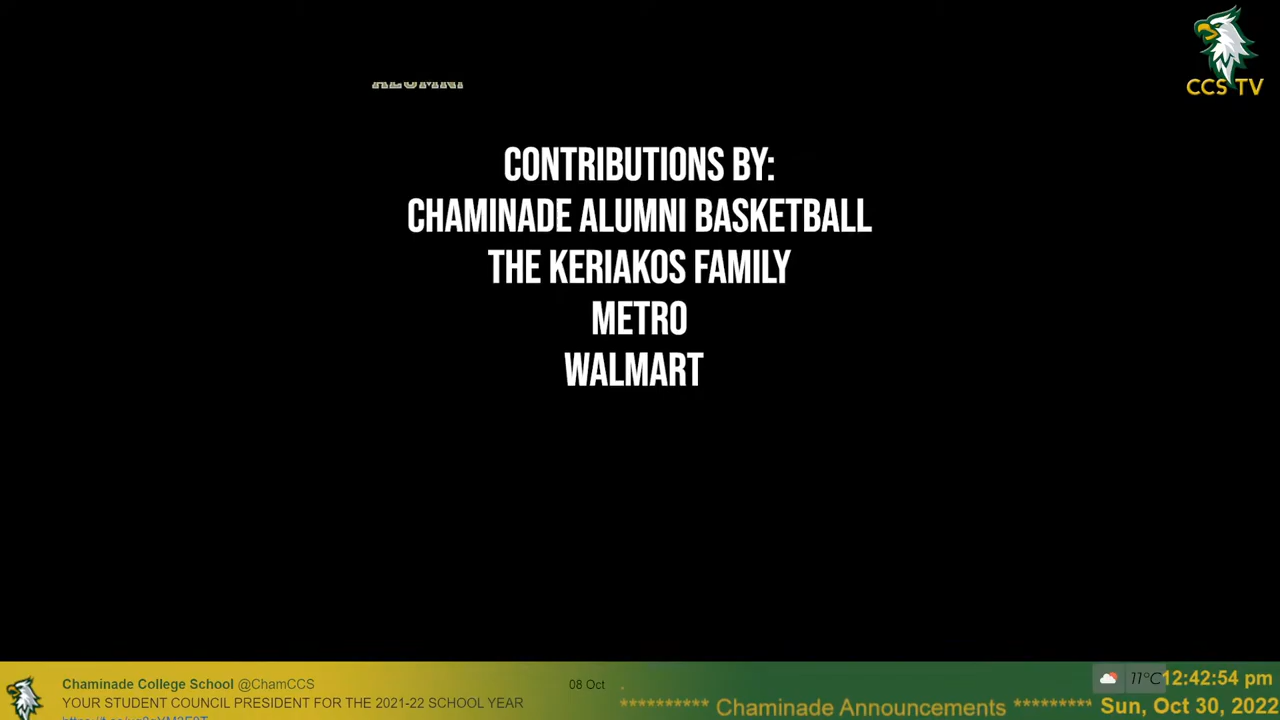 CCS TV
ALUMNI
CONTRIBUTIONS BY:
CHAMINADE ALUMNI BASKETBALL
THE KERIAKOS FAMILY
METRO
WALMART
Chaminade College School @ChamCCS
08 Oct
YOUR STUDENT COUNCIL PRESIDENT FOR THE 2021-22 SCHOOL YEAR
********* Chaminade Announcements *********
11°C
12:42:54 pm
Sun, Oct 30, 2022